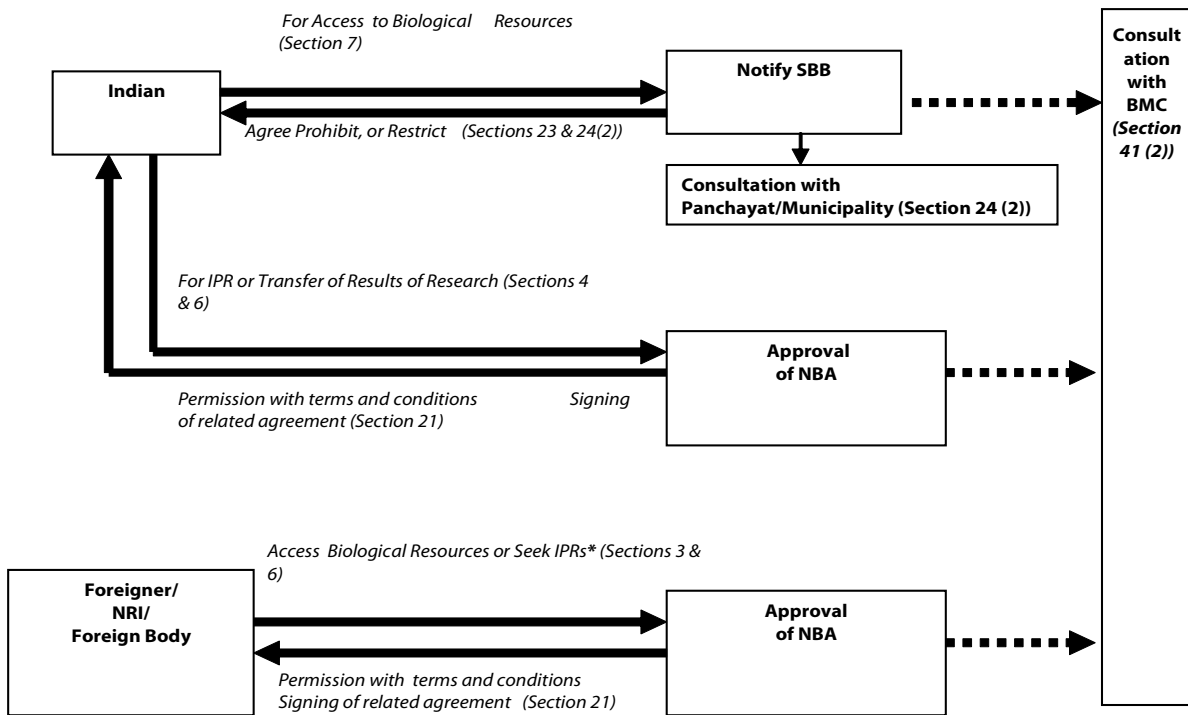 For Access to Biological Resources
(Section 7)
Indian
Notify SBB
Consult
ation
with
BMC
(Section
41 (2))
Agree Prohibit, or Restrict (Sections 23 & 24(2))
Consultation with
Panchayat/Municipality (Section 24 (2))
For IPR or Transfer of Results of Research (Sections 4
& 6)
Approval
of NBA
Permission with terms and conditions Signing
of related agreement (Section 21)
Access Biological Resources or Seek IPRs* (Sections 3 &
6)
Foreigner/
NRI/
Foreign Body
Approval
of NBA
Permission with terms and conditions
Signing of related agreement (Section 21)